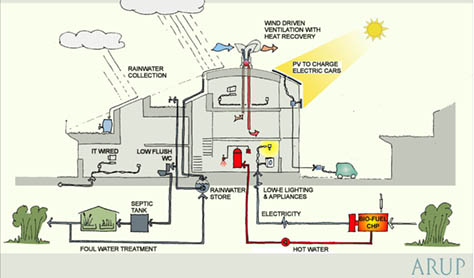 WIND DRIVEN
VENTILATION WITH
HEAT RECOVERY
RAINWATER
COLLECTION
PV TO CHARGE
ELECTRIC CARS
IT WIRED
LOW FLUSH
WC
SEPTIC
TANK
RAINWATER
STORE
LOW-E LIGHTING
& APPLIANCES
ELECTRICITY
BIO-FUEL
CHP
FOUL WATER TREATMENT
HOT WATER
ARUP